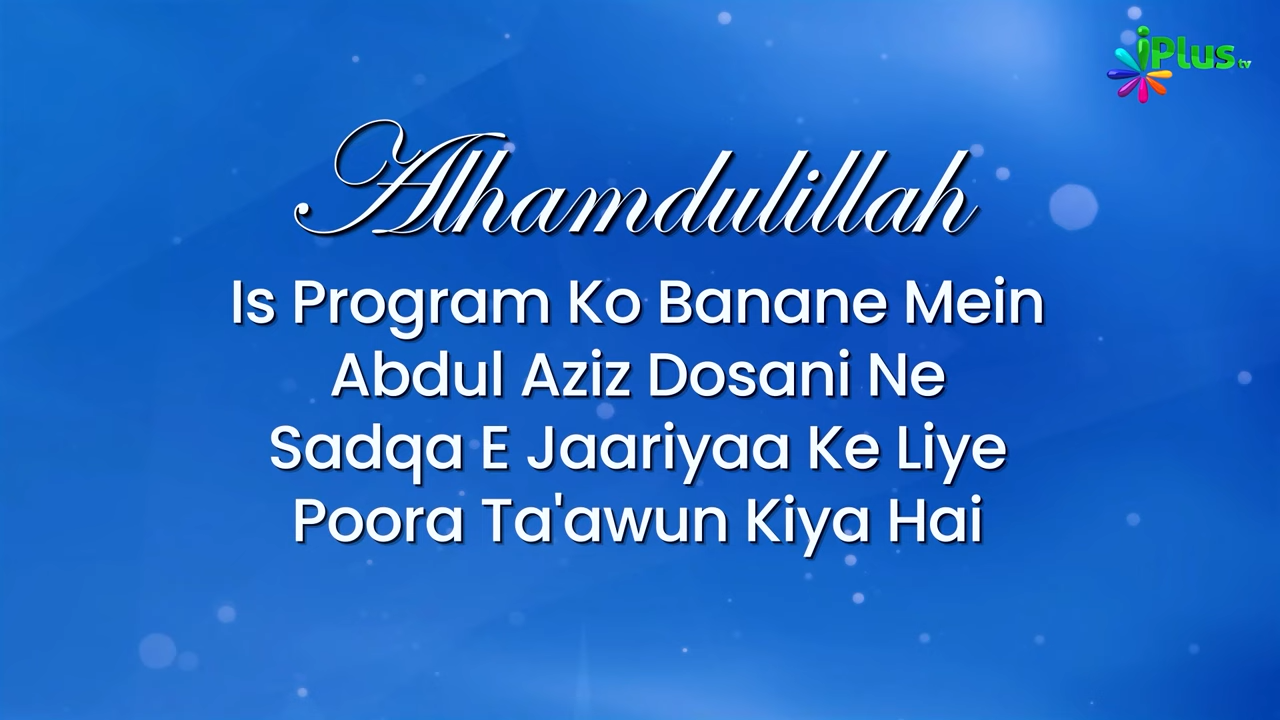 iPlus tv
Alhamdulillah
Is Program Ko Banane Mein
Abdul Aziz Dosani Ne
Sadqa E Jaariyaa Ke Liye
Poora Ta'awun Kiya Hai